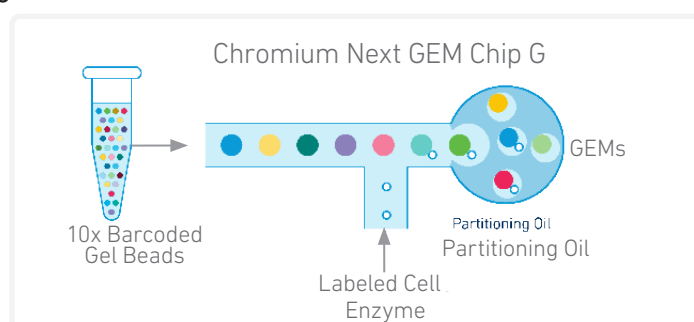 Chromium Next GEM Chip G
GEMs
10x Barcoded
Gel Beads
Partitioning Oil
Partitioning Oil
Labeled Cell
Enzyme